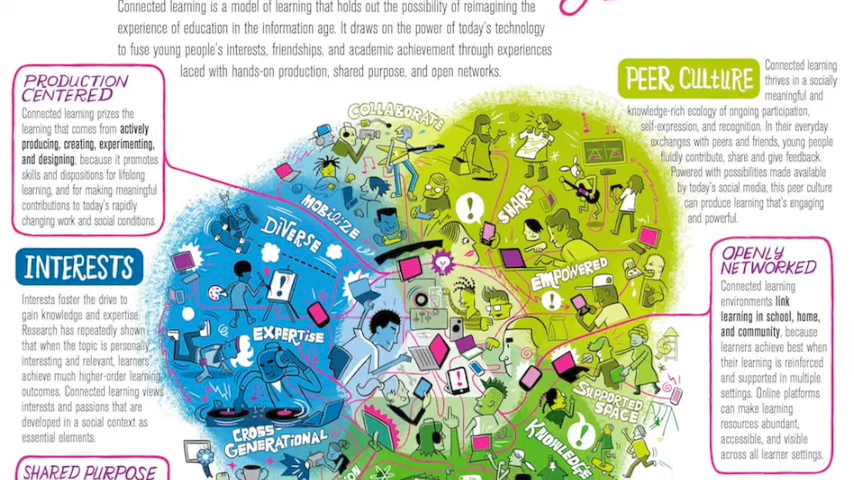 Connected learning is a model of learning that holds out the possibility of reimagining the
experience of education in the information age. It draws on the power of today's technology
to fuse young people's interests, friendships, and academic achievement through experiences
laced with hands-on production, shared purpose, and open networks.
PRODUCTION
CENTERED
Connected learning prizes the
learning that comes from actively
producing, creating, experimenting,
and designing, because it promotes
skills and dispositions for lifelong
learning, and for making meaningful
contributions to today's rapidly
changing work and social conditions.
INTERESTS
Interests foster the drive to
gain knowledge and expertise.
Research has repeatedly shown
that when the topic is personally
interesting and relevant, learners
achieve much higher-order learning
outcomes. Connected learning views
interests and passions that are
developed in a social context as
essential elements.
SHARED PURPOSE
COLLABORATE
MOBILIZE
DIVERSE
SHARE
EMPOWERED
EXPERTISE
CROSS-
GENERATIONAL
SUPPORTED
SPACE
KNOWLEDGE
PEER CULTURE
Connected learning
thrives in a socially
meaningful and
knowledge-rich ecology of ongoing participation,
self-expression, and recognition. In their everyday
exchanges with peers and friends, young people
fluidly contribute, share and give feedback.
Powered with possibilities made available
by today's social media, this peer culture
can produce learning that's engaging
and powerful.
OPENLY
NETWORKED
Connected learning
environments link
learning in school, home,
and community, because
learners achieve best when
their learning is reinforced
and supported in multiple
settings. Online platforms
can make learning
resources abundant,
accessible, and visible
across all learner settings.